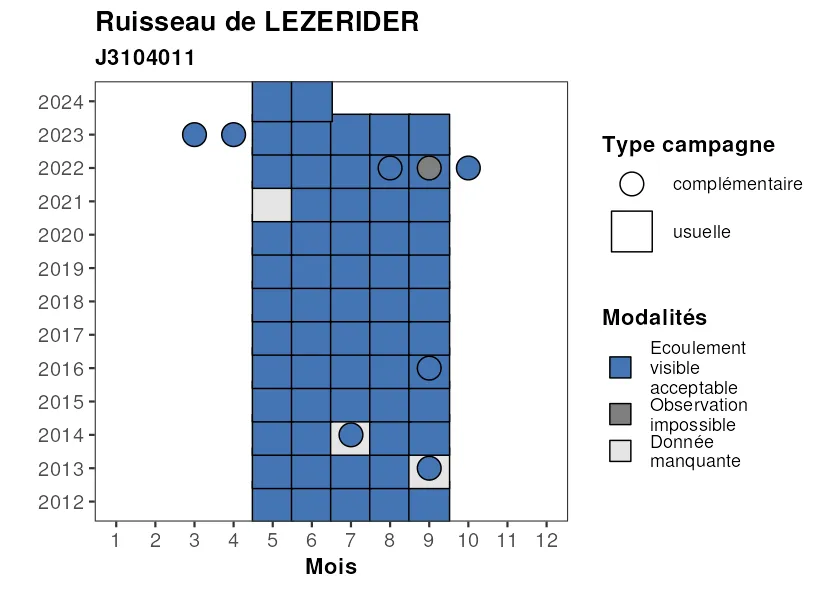 Ruisseau de LEZERIDER
J3104011
2024
2023
2022
2021
2020
2019
2018
2017
2016
2015
2014
2013
2012
1 2 3 4 5 6 7 8 9 10 11 12
Mois
Type campagne
complémentaire
usuelle
Modalités
Ecoulement
visible
acceptable
Observation
impossible
Donnée
manquante